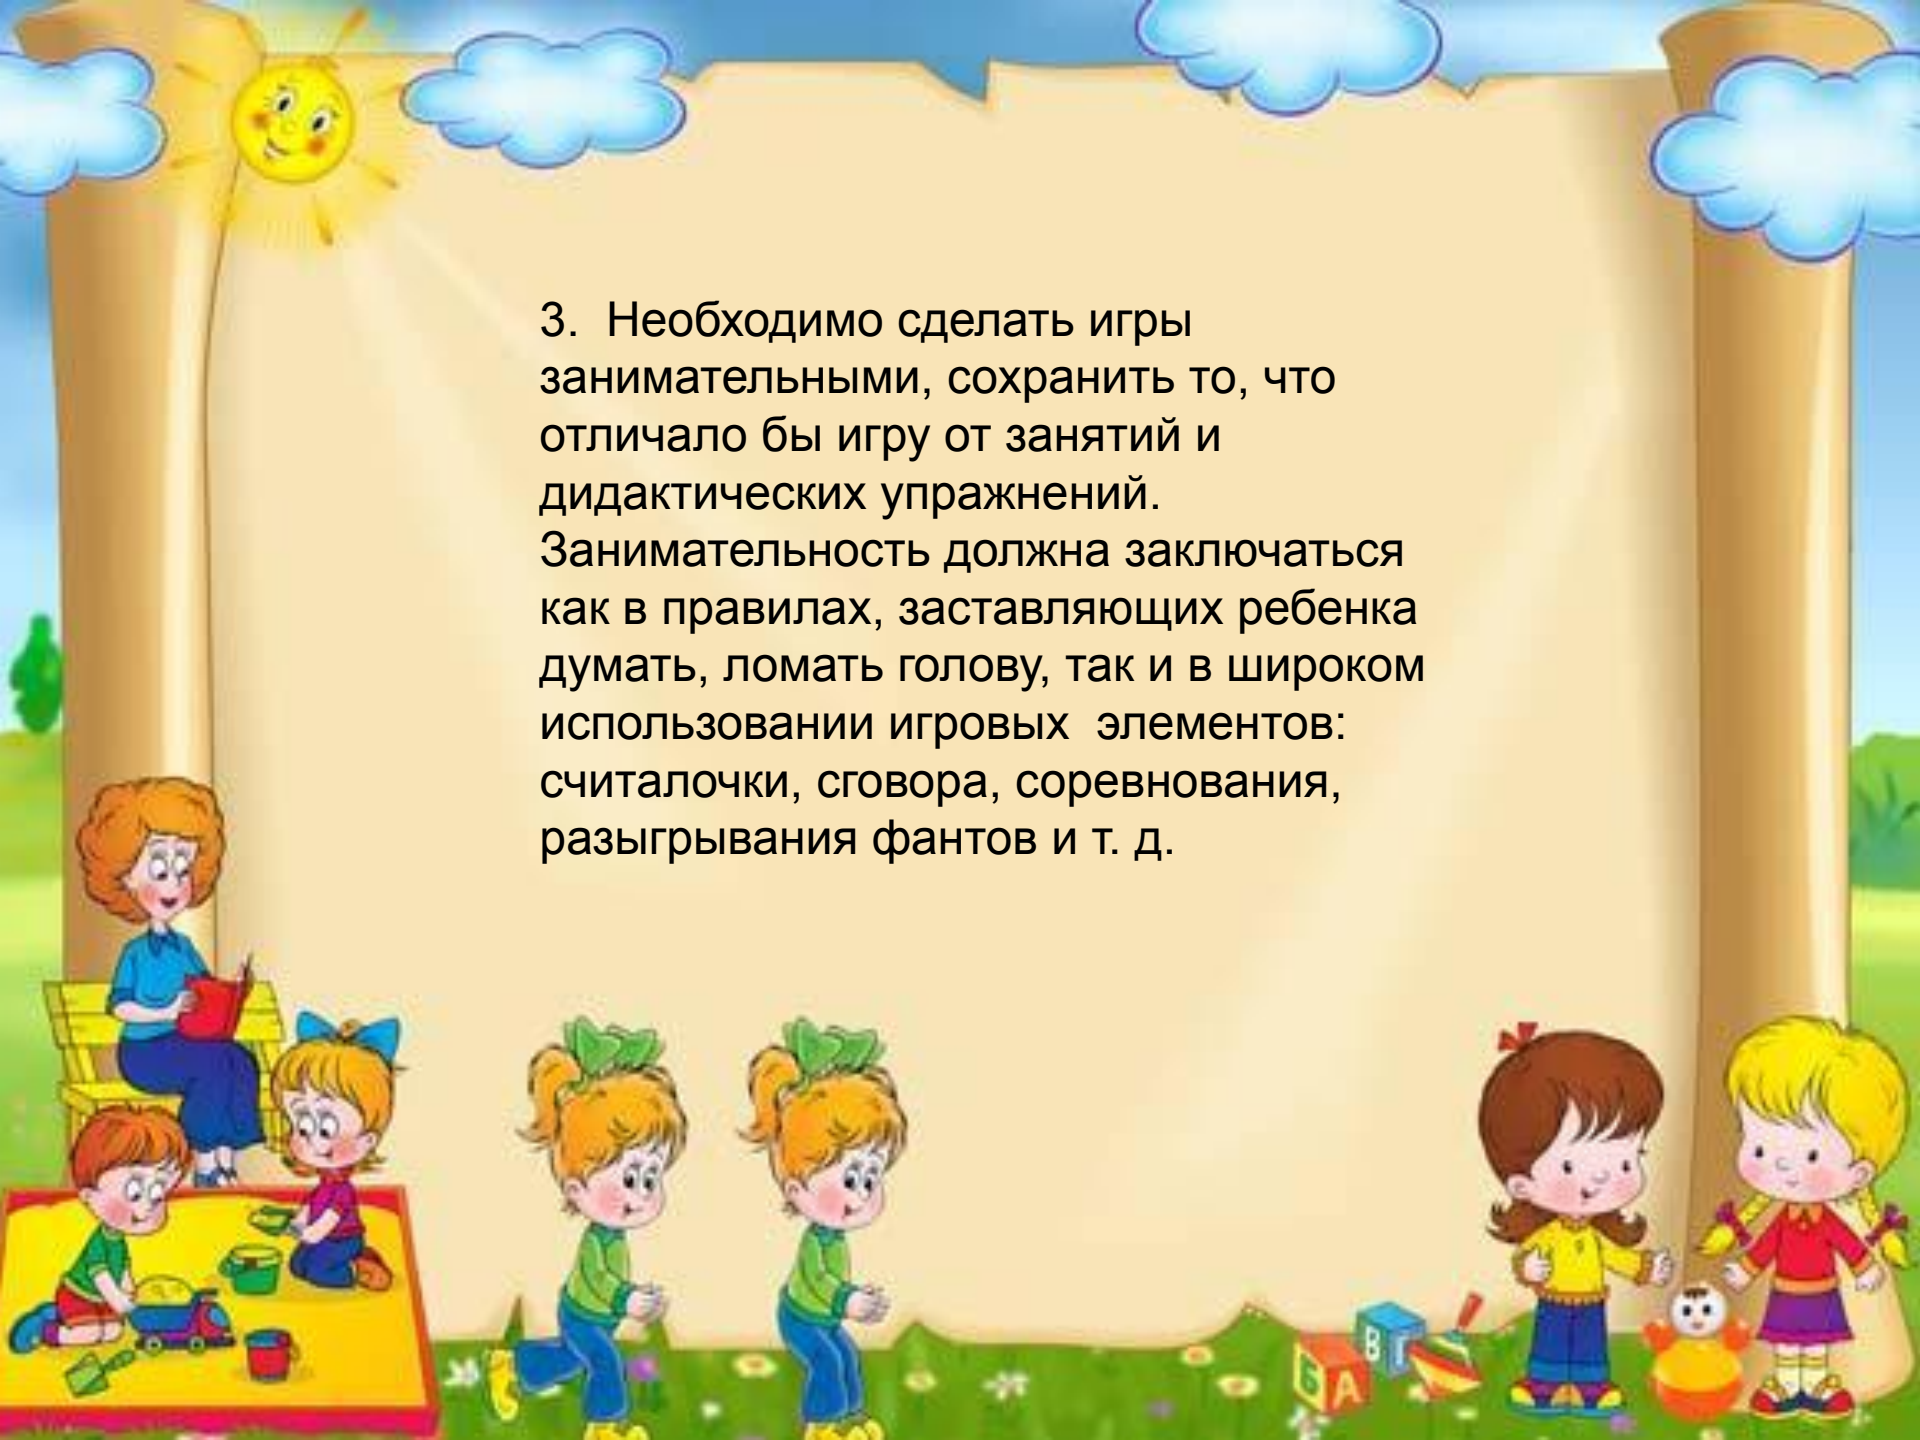 3.  Необходимо сделать игры
занимательными, сохранить то, что
отличало бы игру от занятий и
дидактических упражнений.
Занимательность должна заключаться
как в правилах, заставляющих ребенка
думать, ломать голову, так и в широком
использовании игровых  элементов:
считалочки, сговора, соревнования,
разыгрывания фантов и т. д.
В Г
Б А